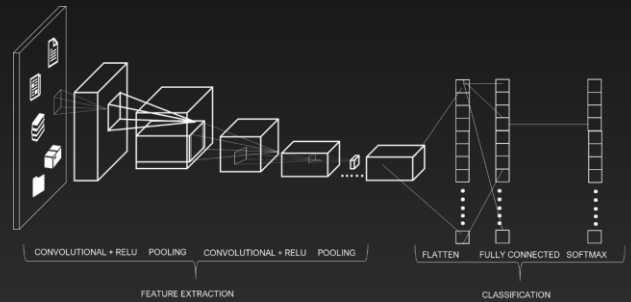 CONVOLUTIONAL + RELU POOLING CONVOLUTIONAL + RELU POOLING FLATTEN FULLY CONNECTED SOFTMAX
FEATURE EXTRACTION CLASSIFICATION